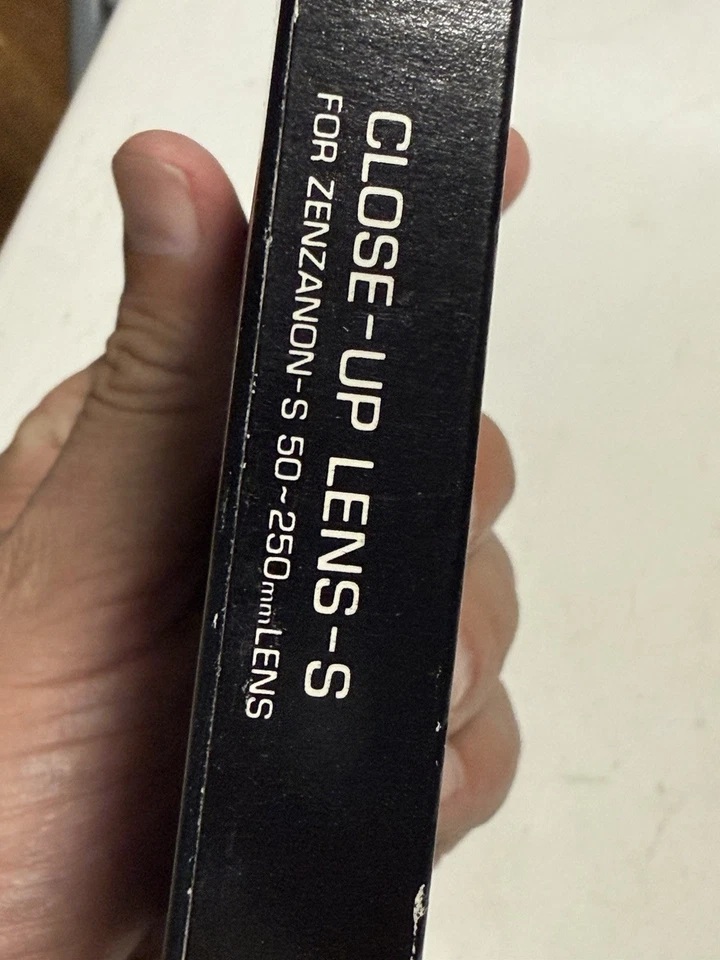 CLOSE-UP LENS-S
FOR ZENZANON-S 50~250mm LENS